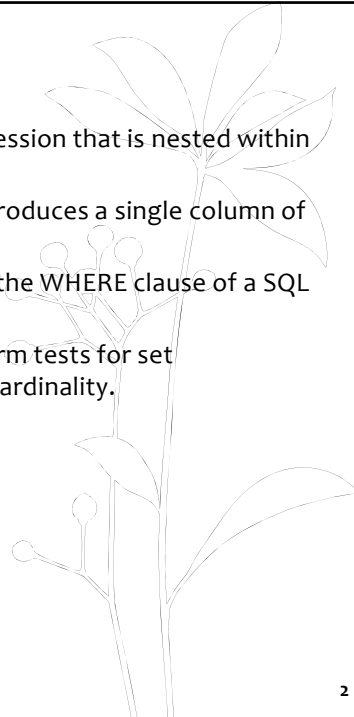 ession that is nested within
roduces a single column of
the WHERE clause of a SQL
rm tests for set
ardinality.
2